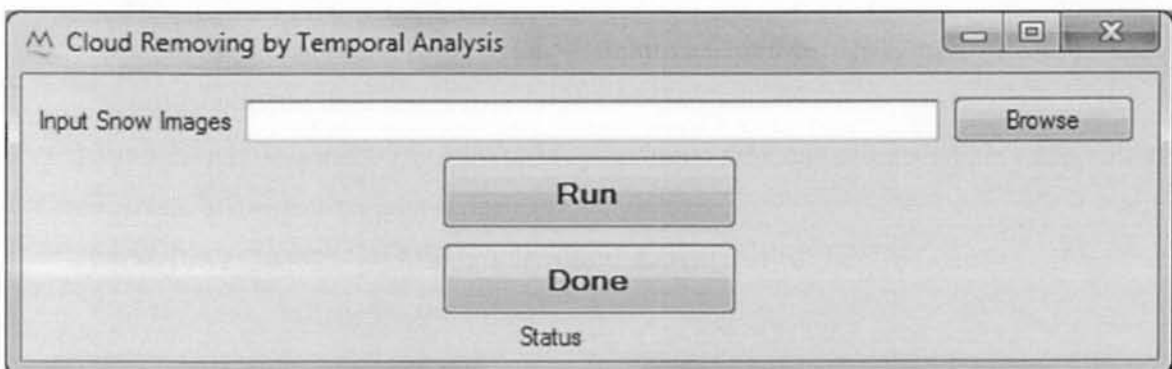 Cloud Removing by Temporal Analysis
Input Snow Images Browse
Run
Done
Status